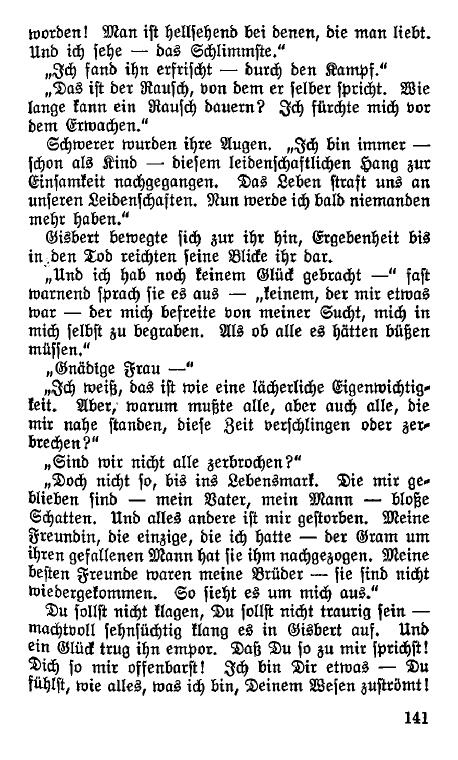 worden! Man ist hellsehend bei denen, die man liebt.
Und ich sehe — das Schlimmste.“
„Ich fand ihn erfrischt — durch den Kampf.“
„Das ist der Rausch, von dem er selber spricht. Wie
lange kann ein Rausch dauern? Ich fürchte mich vor
dem Erwachen.“
Schwerer wurden ihre Augen. „Ich bin immer —
schon als Kind — diesem leidenschaftlichen Hang zur
Einsamkeit nachgegangen. Das Leben straft uns an
unseren Leidenschaften. Nun werde ich bald niemanden
mehr haben.“
Gisbert bewegte sich zur ihr hin, Ergebenheit bis
in den Tod reichten seine Blicke ihr dar.
„Und ich hab noch keinem Glück gebracht —“ fast
warnend sprach sie es aus — „keinem, der mir etwas
war — der mich befreite von meiner Sucht, mich in
mich selbst zu begraben. Als ob alle es hätten büßen
müssen.“
„Gnädige Frau —“
„Ich weiß, das ist wie eine lächerliche Eigenwichtig-
keit. Aber, warum mußte alle, aber auch alle, die
mir nahe standen, diese Zeit verschlingen oder zer-
brechen?“
„Sind wir nicht alle zerbrochen?“
„Doch nicht so, bis ins Lebensmark. Die mir ge-
blieben sind — mein Vater, mein Mann — bloße
Schatten. Und alles andere ist mir gestorben. Meine
Freundin, die einzige, die ich hatte — der Gram um
ihren gefallenen Mann hat sie ihm nachgezogen. Meine
besten Freunde waren meine Brüder — sie sind nicht
wiedergekommen. So sieht es um mich aus.“
Du sollst nicht klagen, Du sollst nicht traurig sein —
machtvoll sehnsüchtig klang es in Gisbert auf. Und
ein Glück trug ihn empor. Daß Du so zu mir sprichst!
Dich so mir offenbarst! Ich bin Dir etwas — Du
fühlst, wie alles, was ich bin, Deinem Wesen zuströmt!
141